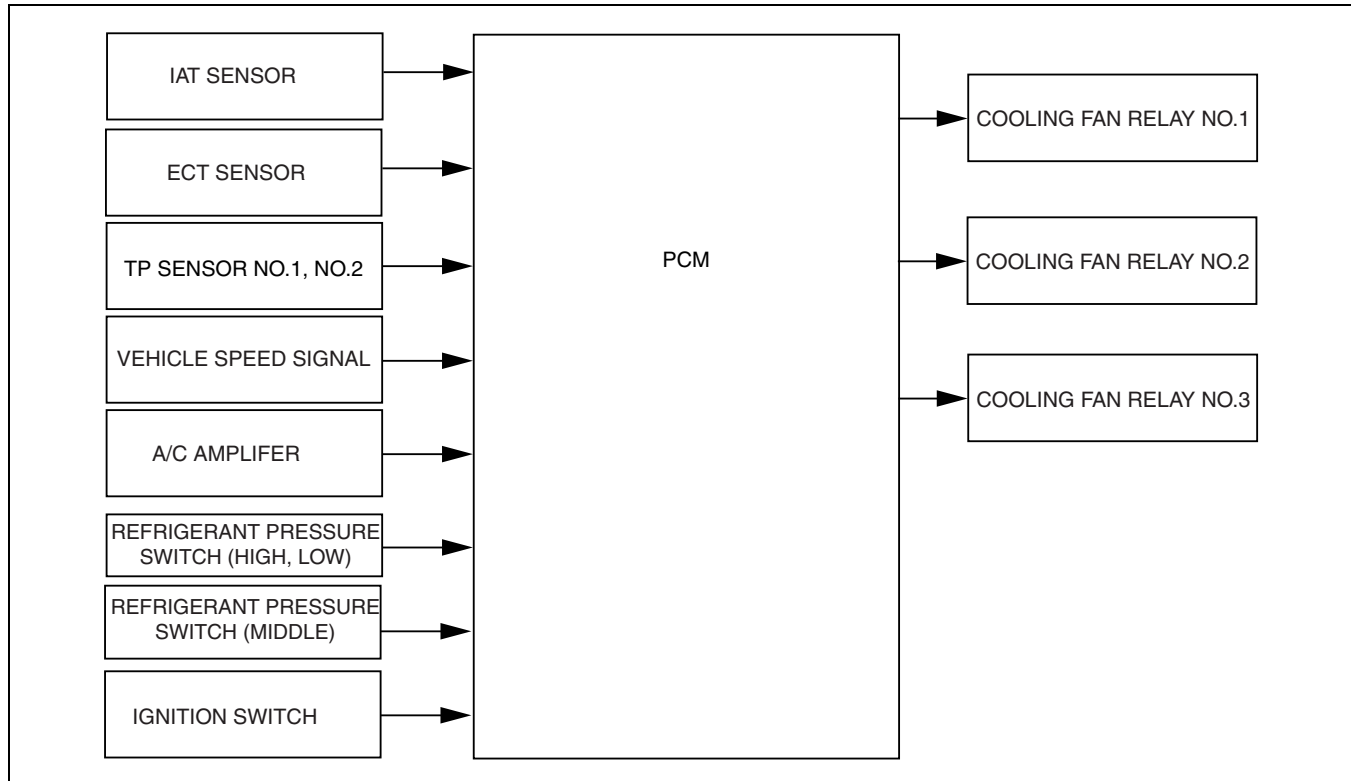 IAT SENSOR
ECT SENSOR
TP SENSOR NO.1, NO.2
VEHICLE SPEED SIGNAL
A/C AMPLIFER
REFRIGERANT PRESSURE
SWITCH (HIGH, LOW)
REFRIGERANT PRESSURE
SWITCH (MIDDLE)
IGNITION SWITCH
PCM
COOLING FAN RELAY NO.1
COOLING FAN RELAY NO.2
COOLING FAN RELAY NO.3